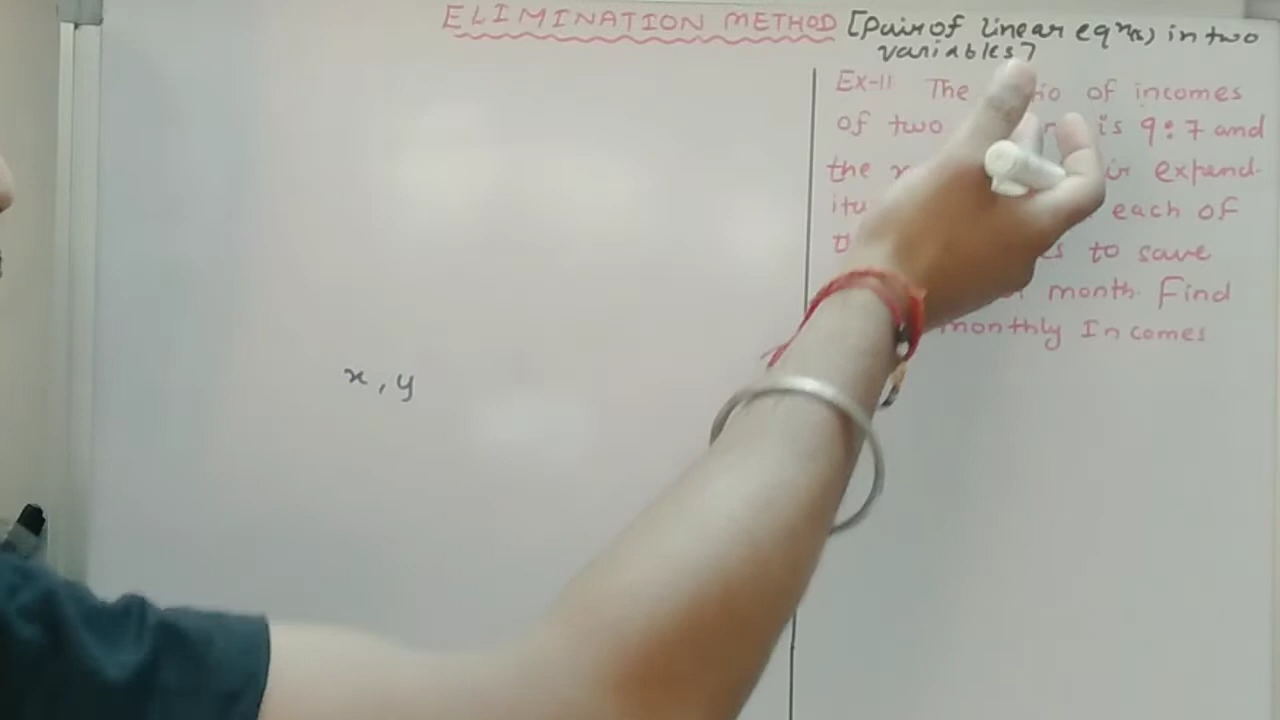 ELIMINATION METHOD [Pair of linear eqns) in two
variables]
Ex-11 The io of incomes
of two is 9:7 and
the expend-
itu each of
to save
month. Find
monthly Incomes
x, y